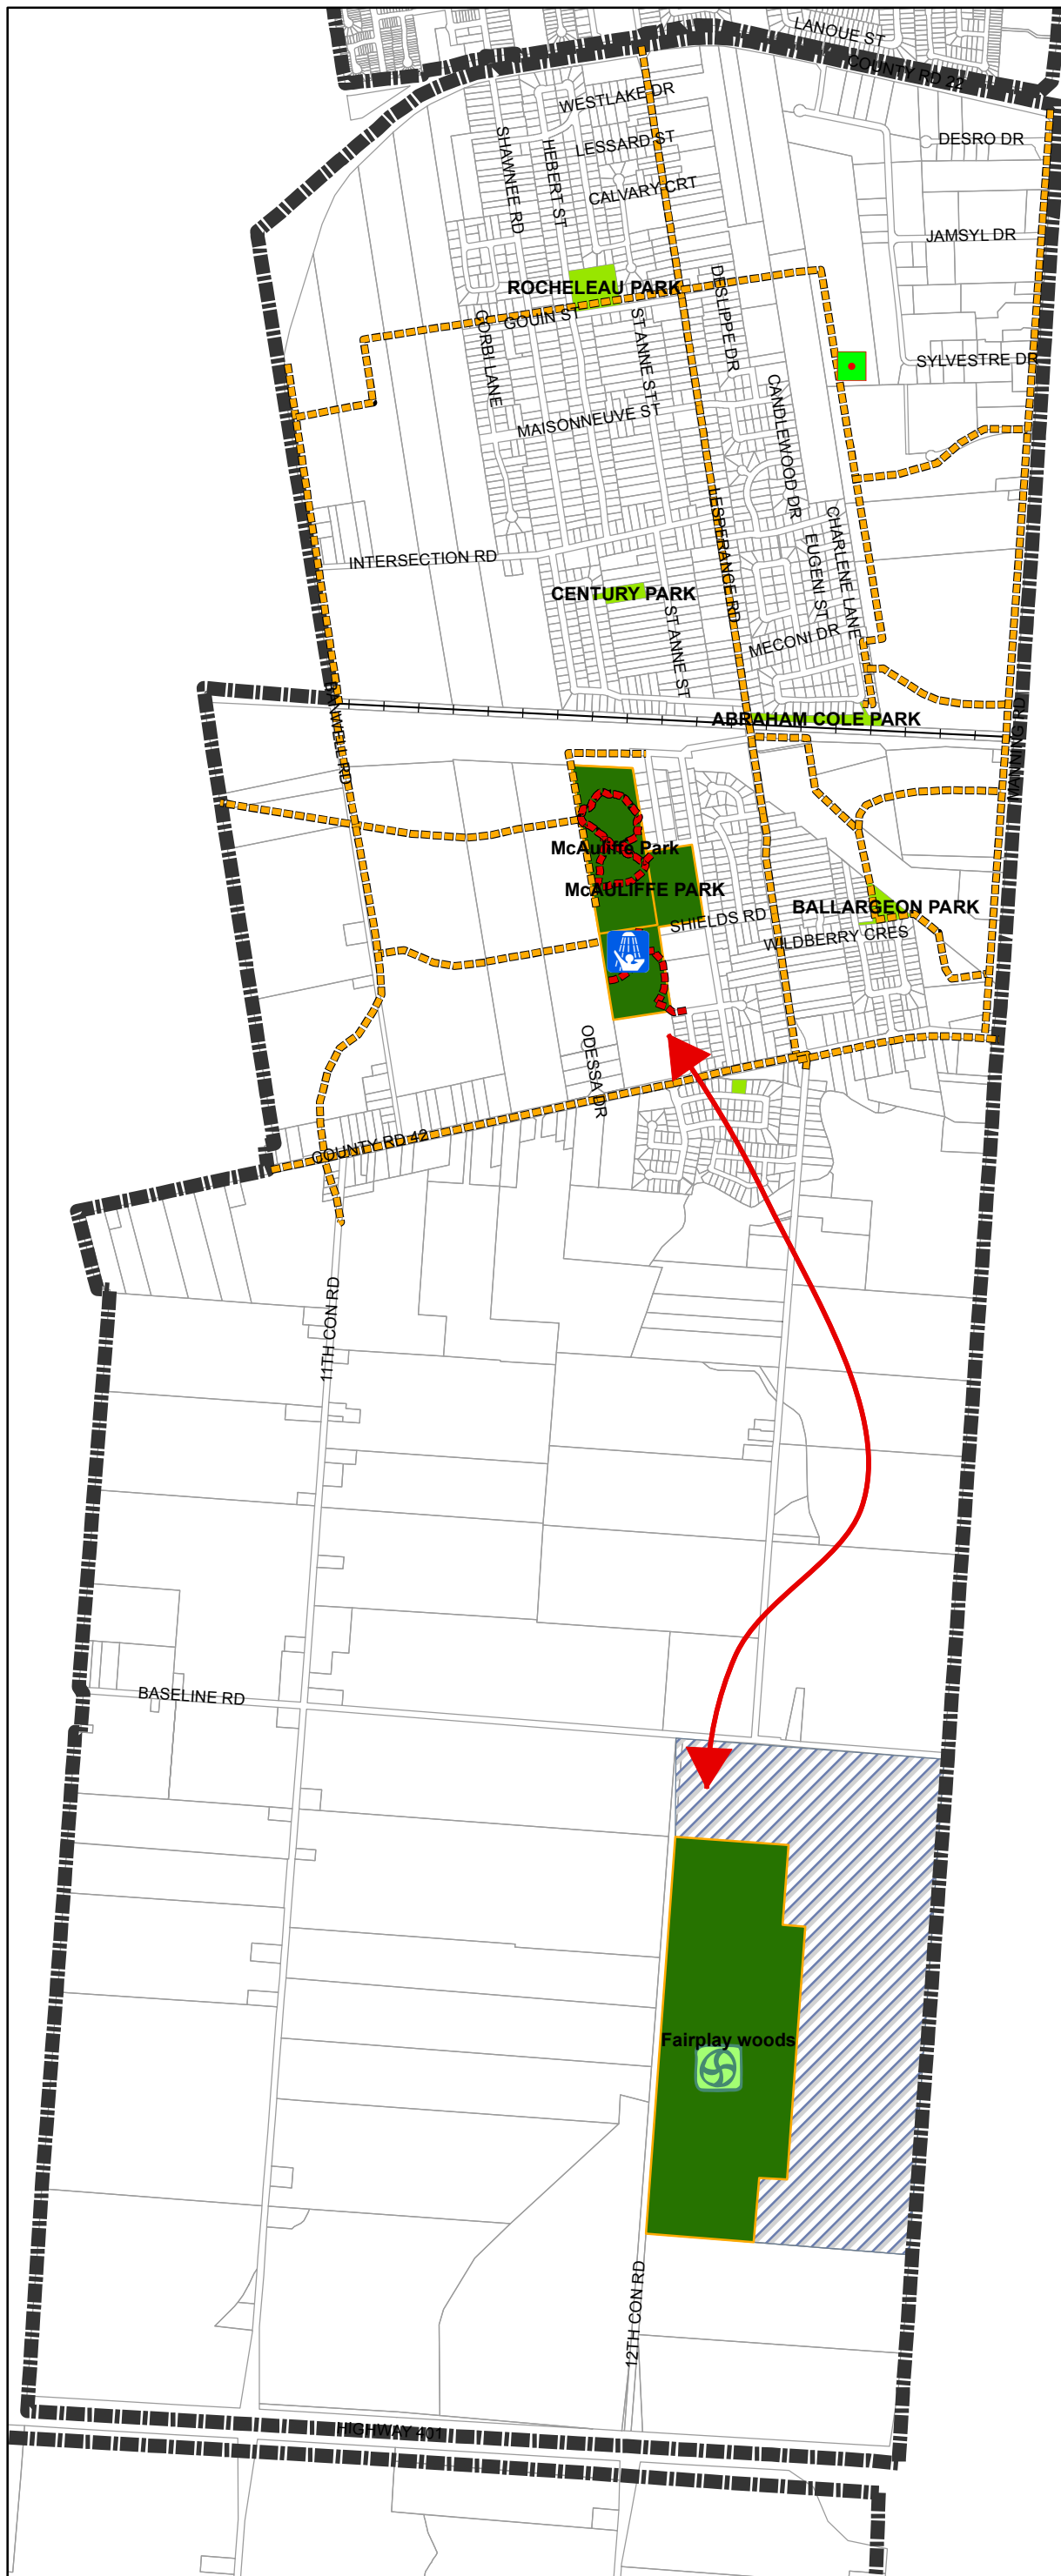 LANOUE ST
COUNTY RD 22
WESTLAKE DR
LESSARD ST
DESRO DR
SHAWNEE RD
HEBERT ST
CALVARY CRT
JAMSYL DR
ROCHELEAU PARK
GOUIN ST
DESLIPPE DR
CORBI LANE
ST ANNE ST
SYLVESTRE DR
MAISONNEUVE ST
CANDLEWOOD DR
LESPERANCE RD
INTERSECTION RD
CHARLENE LANE
EUGENI ST
CENTURY PARK
ST ANNE ST
MECONI DR
BANWELL RD
ABRAHAM COLE PARK
MANNING RD
McAuliffe Park
McAULIFFE PARK
SHIELDS RD
BALLARGEON PARK
WILDBERRY CRES
ODESSA DR
COUNTY RD 42
11TH CON RD
BASELINE RD
Fairplay woods
12TH CON RD
HIGHWAY 401